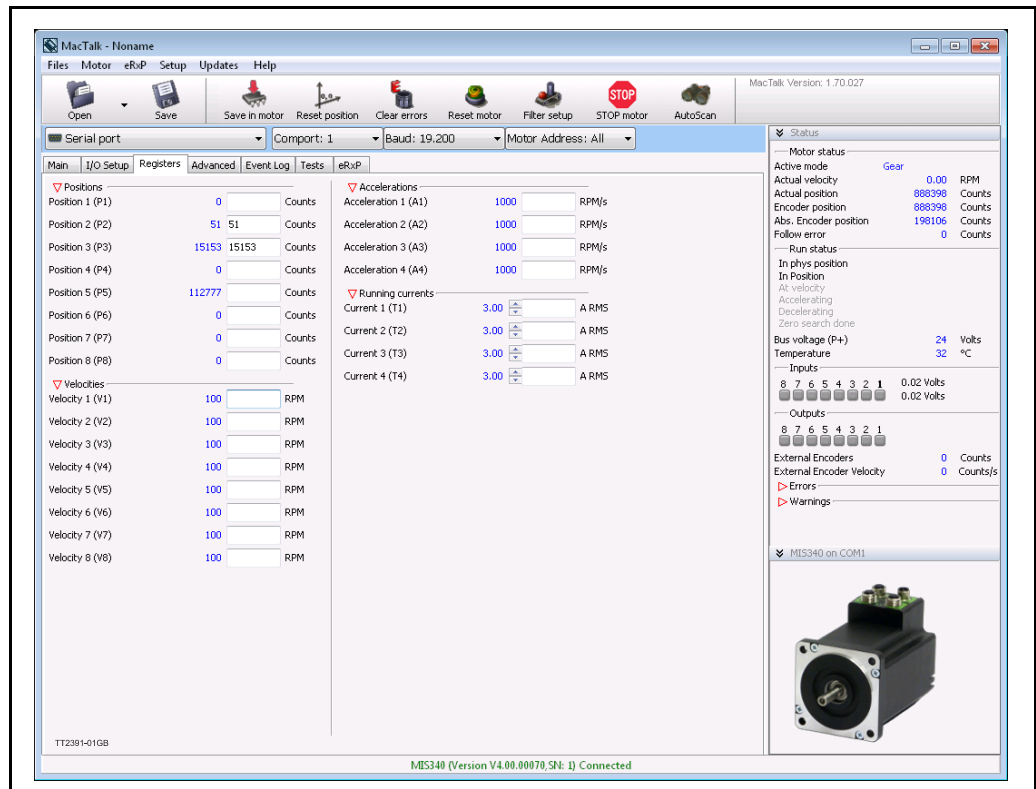 MacTalk - Noname
Files Motor eRxP Setup Updates Help
Open Save Save in motor Reset position Clear errors Reset motor Filter setup STOP motor AutoScan
STOP
E
MacTalk Version: 1.70.027
Serial port Comport: 1 Baud: 19.200 Motor Address: All
Main I/O Setup Registers Advanced Event Log Tests eRxP
Positions
Position 1 (P1) 0 Counts
Position 2 (P2) 51 51 Counts
Position 3 (P3) 15153 15153 Counts
Position 4 (P4) 0 Counts
Position 5 (P5) 112777 Counts
Position 6 (P6) 0 Counts
Position 7 (P7) 0 Counts
Position 8 (P8) 0 Counts
Velocities
Velocity 1 (V1) 100 RPM
Velocity 2 (V2) 100 RPM
Velocity 3 (V3) 100 RPM
Velocity 4 (V4) 100 RPM
Velocity 5 (V5) 100 RPM
Velocity 6 (V6) 100 RPM
Velocity 7 (V7) 100 RPM
Velocity 8 (V8) 100 RPM
Accelerations
Acceleration 1 (A1) 1000 RPM/s
Acceleration 2 (A2) 1000 RPM/s
Acceleration 3 (A3) 1000 RPM/s
Acceleration 4 (A4) 1000 RPM/s
Running currents
Current 1 (T1) 3.00 A RMS
Current 2 (T2) 3.00 A RMS
Current 3 (T3) 3.00 A RMS
Current 4 (T4) 3.00 A RMS
Status
Motor status
Active mode Gear
Actual velocity 0.00 RPM
Actual position 888398 Counts
Encoder position 888398 Counts
Abs. Encoder position 198106 Counts
Follow error 0 Counts
Run status
In phys position
In Position
At velocity
Accelerating
Decelerating
Zero search done
Bus voltage (P+) 24 Volts
Temperature 32 °C
Inputs
8 7 6 5 4 3 2 1 0.02 Volts
0.02 Volts
Outputs
8 7 6 5 4 3 2 1
External Encoders 0 Counts
External Encoder Velocity 0 Counts/s
Errors
Warnings
MIS340 on COM1
TT2391-01GB
MIS340 (Version V4.00.00070,SN: 1) Connected